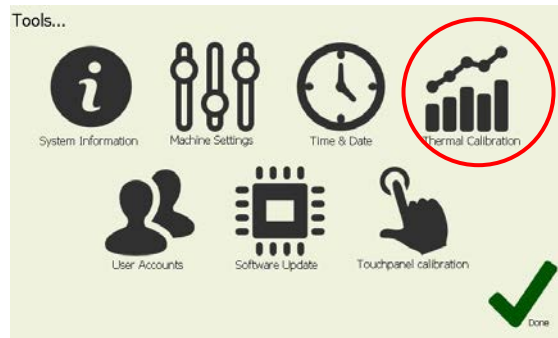 Tools...
System Information
Machine Settings
Time & Date
Thermal Calibration
User Accounts
Software Update
Touchpanel calibration
Done